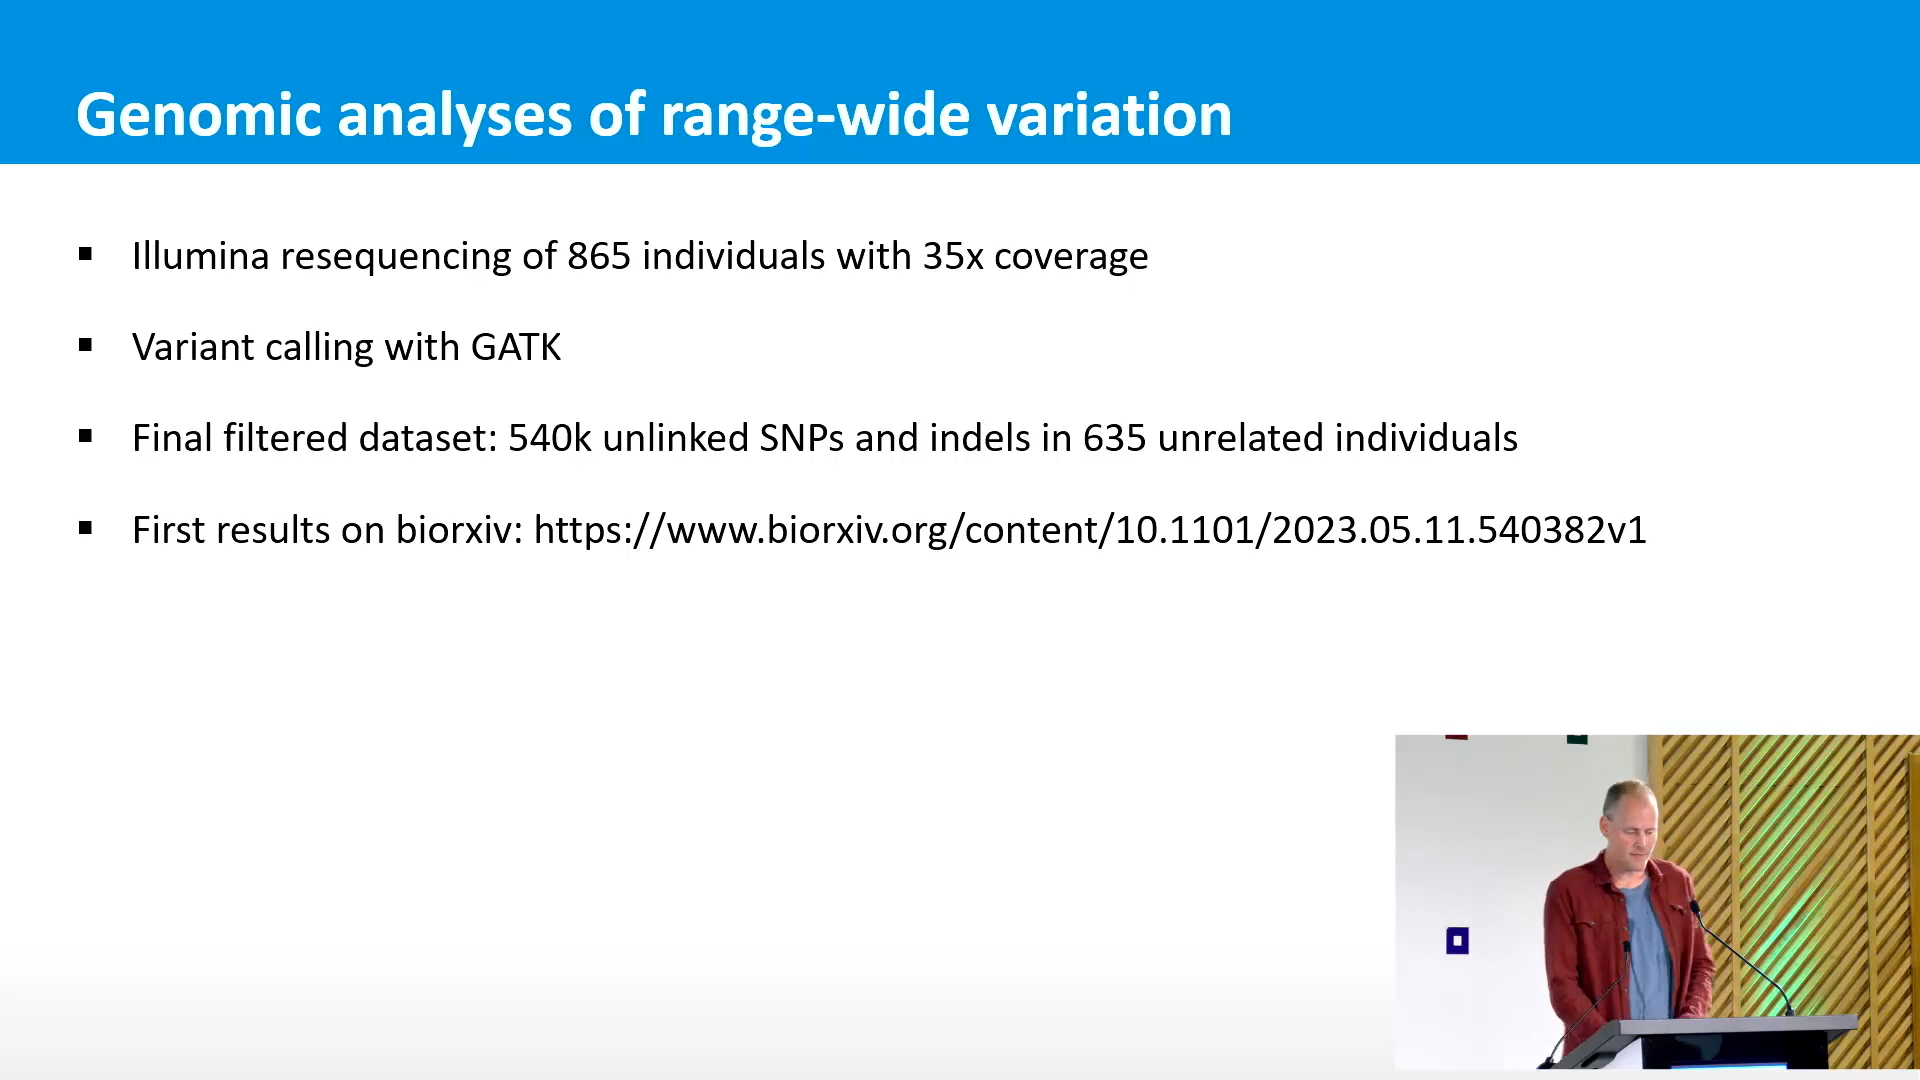 Genomic analyses of range-wide variation
Illumina resequencing of 865 individuals with 35x coverage
Variant calling with GATK
Final filtered dataset: 540k unlinked SNPs and indels in 635 unrelated individuals
First results on biorxiv: https://www.biorxiv.org/content/10.1101/2023.05.11.540382v1